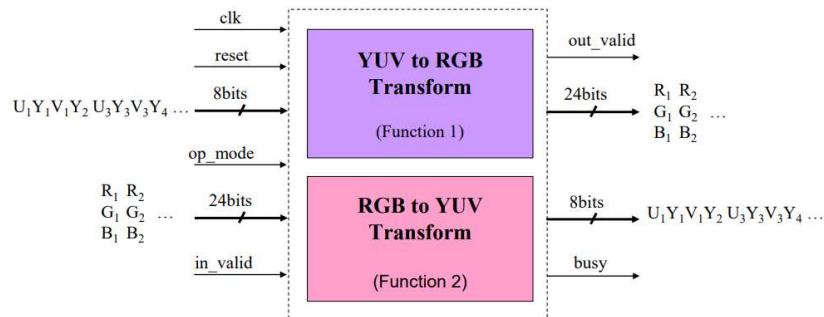 clk
reset
8bits
U₁Y₁V₁Y₂ U₃Y₃V₃Y₄ ...
op_mode
R₁ R₂
G₁ G₂ ...
B₁ B₂
24bits
in_valid
YUV to RGB
Transform
(Function 1)
RGB to YUV
Transform
(Function 2)
out_valid
24bits
R₁ R₂
G₁ G₂ ...
B₁ B₂
8bits
U₁Y₁V₁Y₂ U₃Y₃V₃Y₄ ...
busy